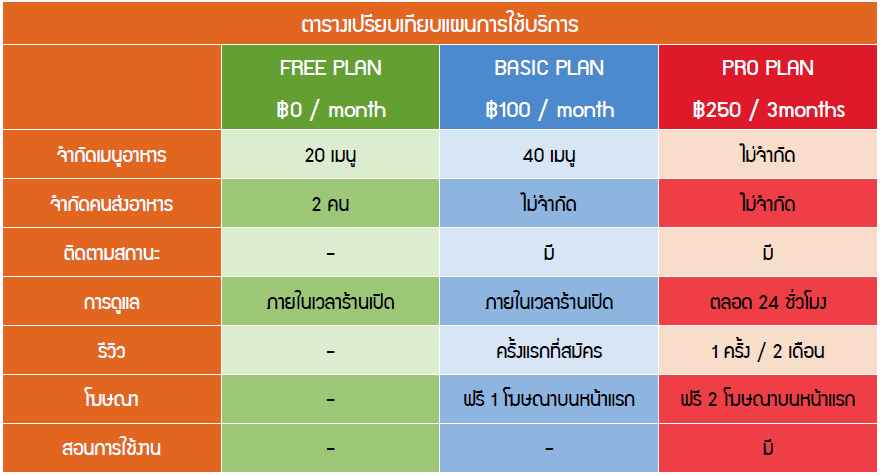 ตารางเปรียบเทียบแผนการใช้บริการ
FREE PLAN BASIC PLAN PRO PLAN
฿0 / month ฿100 / month ฿250 / 3months
จำกัดเมนูอาหาร 20 เมนู 40 เมนู ไม่จำกัด
จำกัดคนส่งอาหาร 2 คน ไม่จำกัด ไม่จำกัด
ติดตามสถานะ - มี มี
การดูแล ภายในเวลาร้านเปิด ภายในเวลาร้านเปิด ตลอด 24 ชั่วโมง
รีวิว - ครั้งแรกที่สมัคร 1 ครั้ง / 2 เดือน
โฆษณา - ฟรี 1 โฆษณาบนหน้าแรก ฟรี 2 โฆษณาบนหน้าแรก
สอนการใช้งาน - - มี